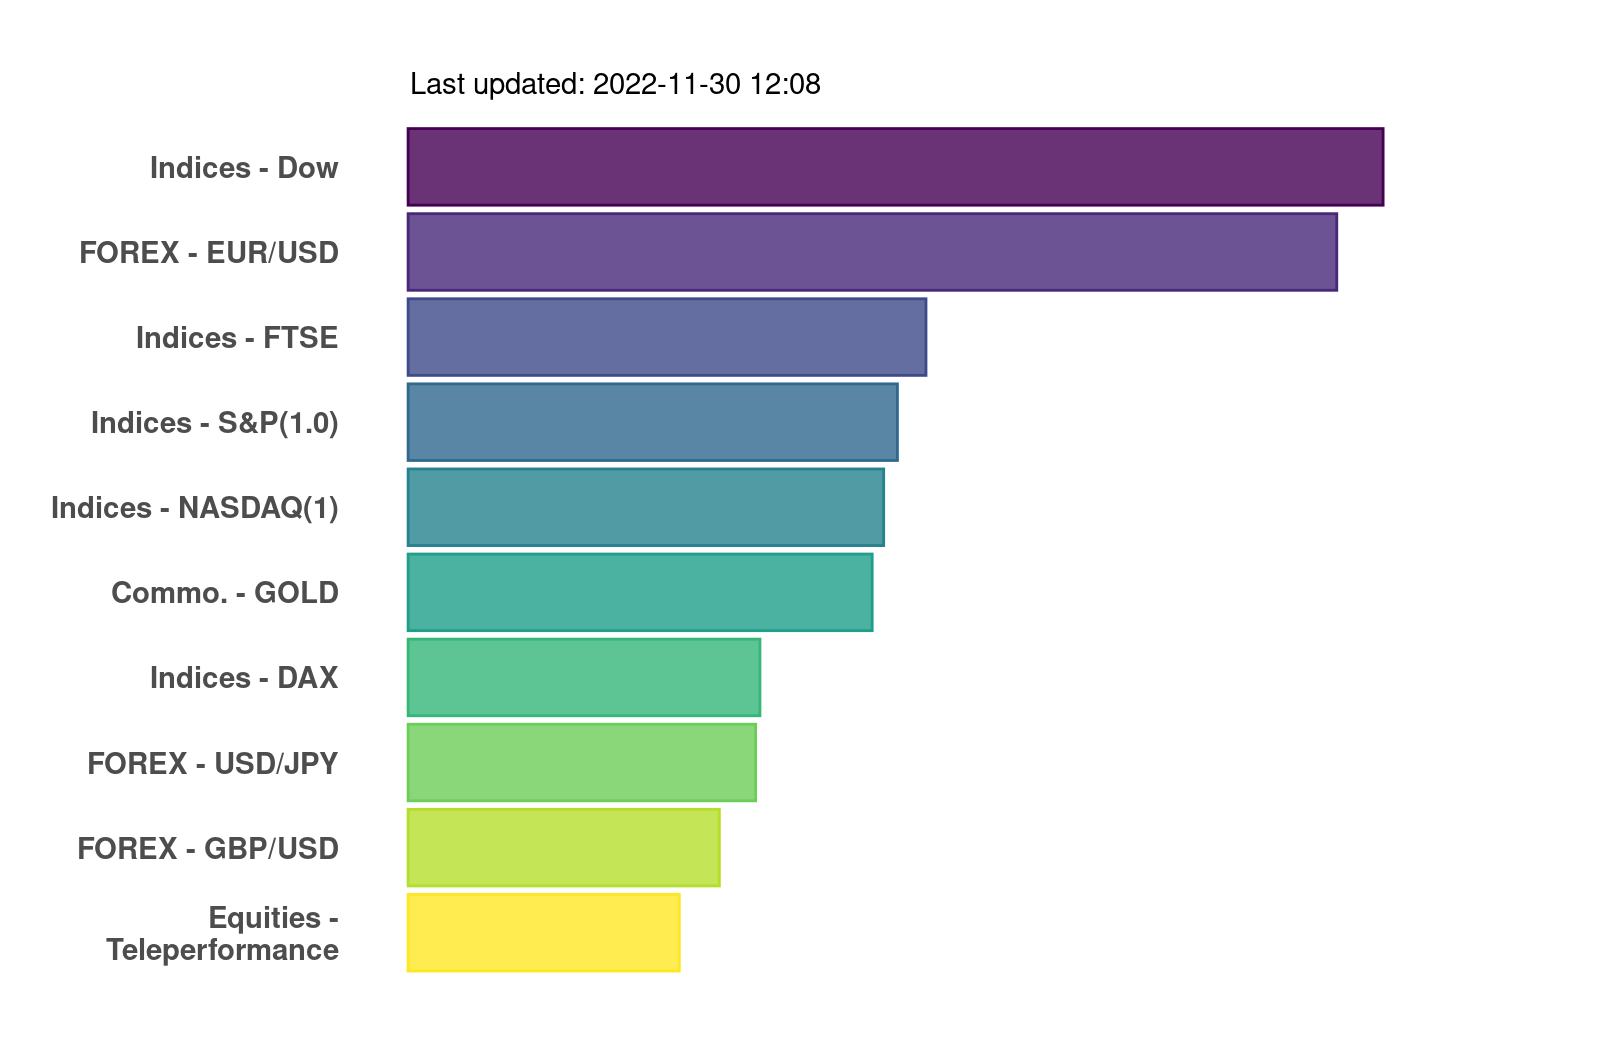 Last updated: 2022-11-30 12:08
Indices - Dow
FOREX - EUR/USD
Indices - FTSE
Indices - S&P(1.0)
Indices - NASDAQ(1)
Commo. - GOLD
Indices - DAX
FOREX - USD/JPY
FOREX - GBP/USD
Equities -
Teleperformance